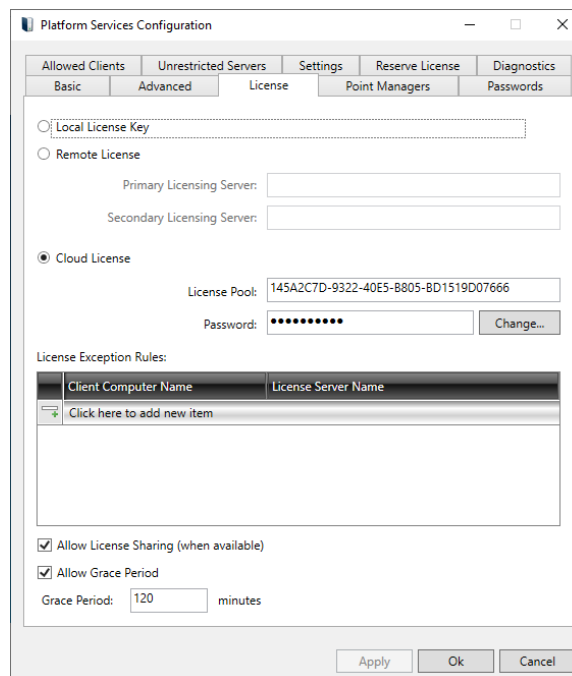 Platform Services Configuration
Allowed Clients Unrestricted Servers Settings Reserve License Diagnostics
Basic Advanced License Point Managers Passwords
Local License Key
Remote License
Primary Licensing Server:
Secondary Licensing Server:
Cloud License
License Pool: 145A2C7D-9322-40E5-B805-BD1519D07666
Password: ●●●●●●●●●● Change...
License Exception Rules:
Client Computer Name License Server Name
Click here to add new item
Allow License Sharing (when available)
Allow Grace Period
Grace Period: 120 minutes
Apply Ok Cancel